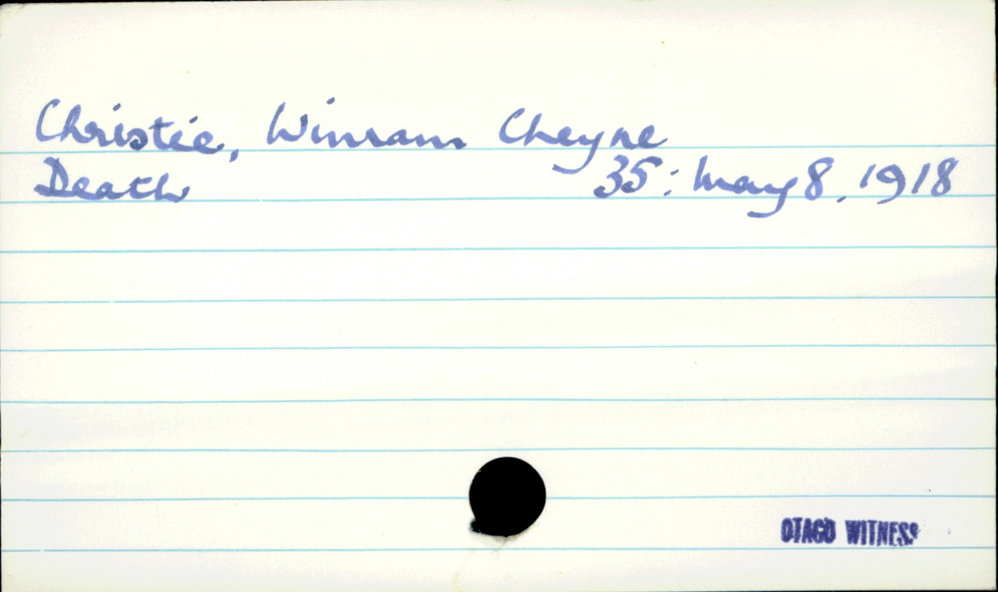 Christie, Winram Cheyne
Death 35: May 8, 1918
OTAGO WITNESS